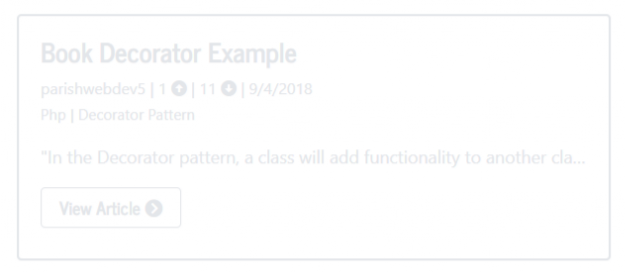 Book Decorator Example
parishwebdev5 | 1 | 11 | 9/4/2018
Php | Decorator Pattern
"In the Decorator pattern, a class will add functionality to another cla...
View Article